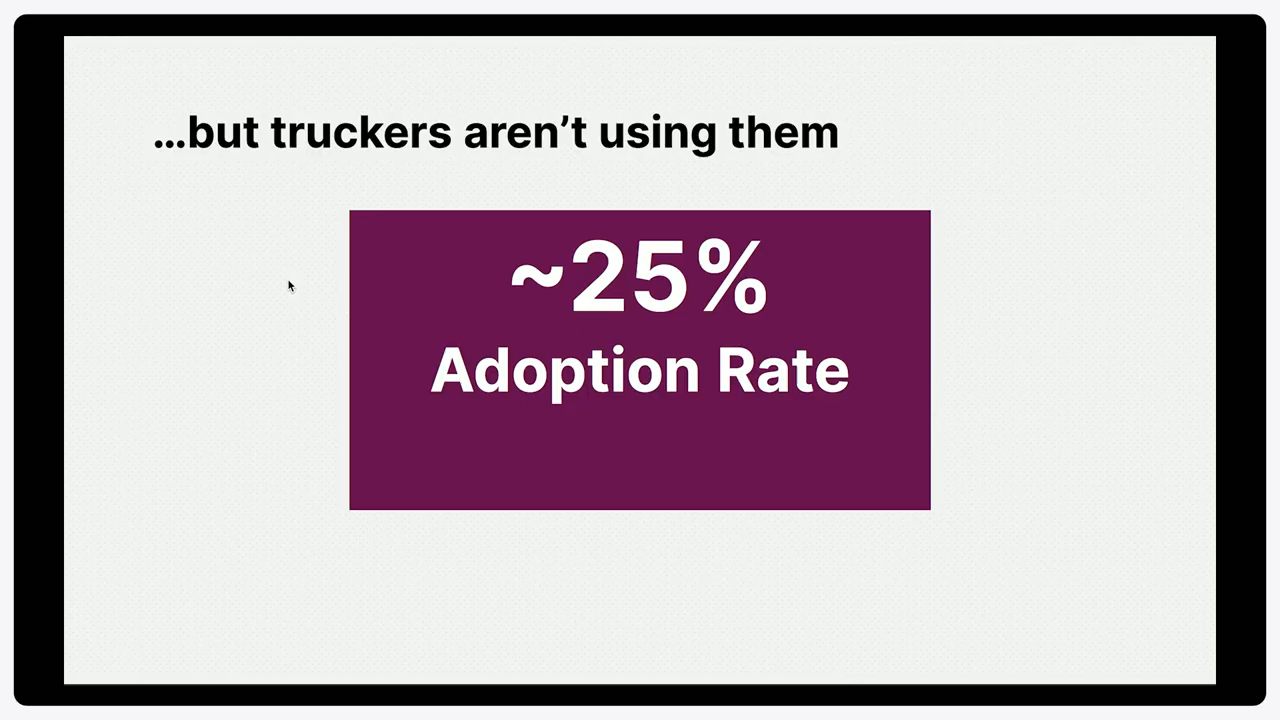 …but truckers aren’t using them
~25%
Adoption Rate